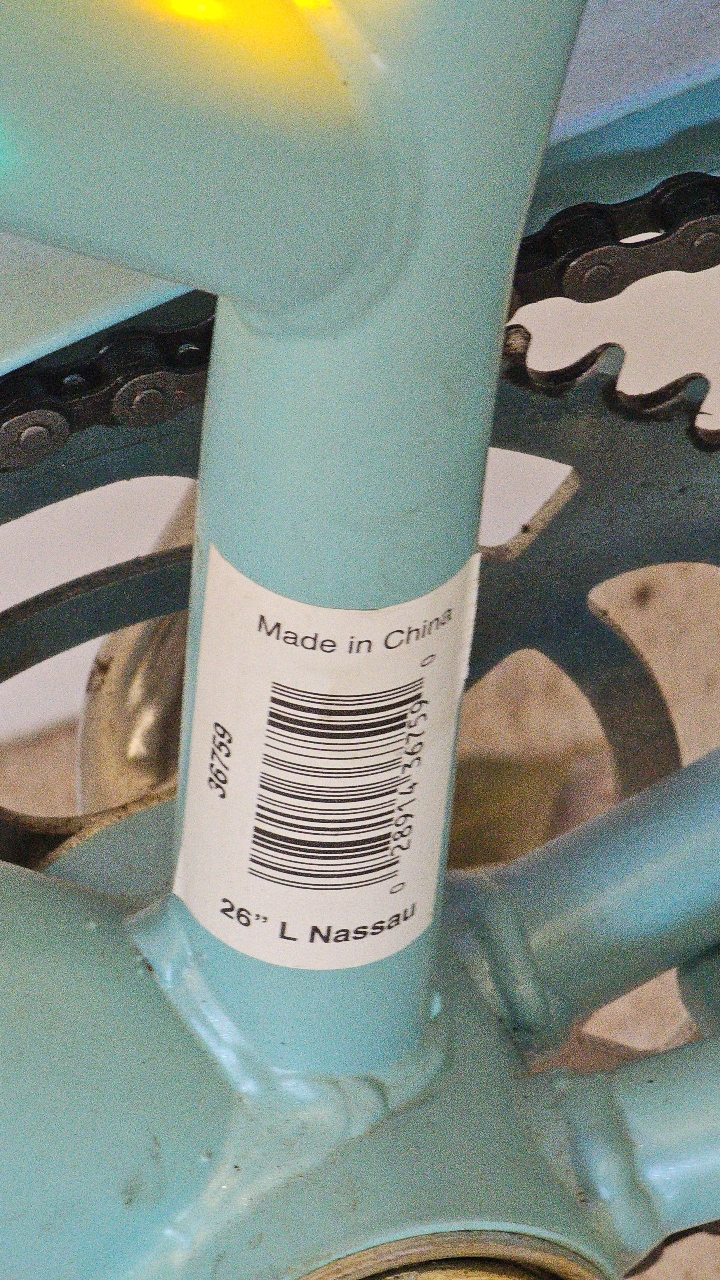 Made in China
36759
0 28914 36759 0
26” L Nassau